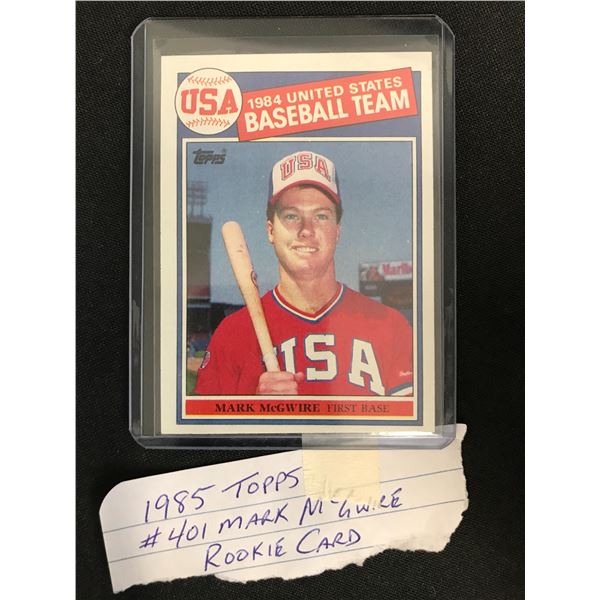 USA
1984 UNITED STATES
BASEBALL TEAM
Topps
USA
Marlbo
USA
MARK McGWIRE FIRST BASE
1985 TOPPS
#401 MARK McGWIRE
ROOKIE CARD